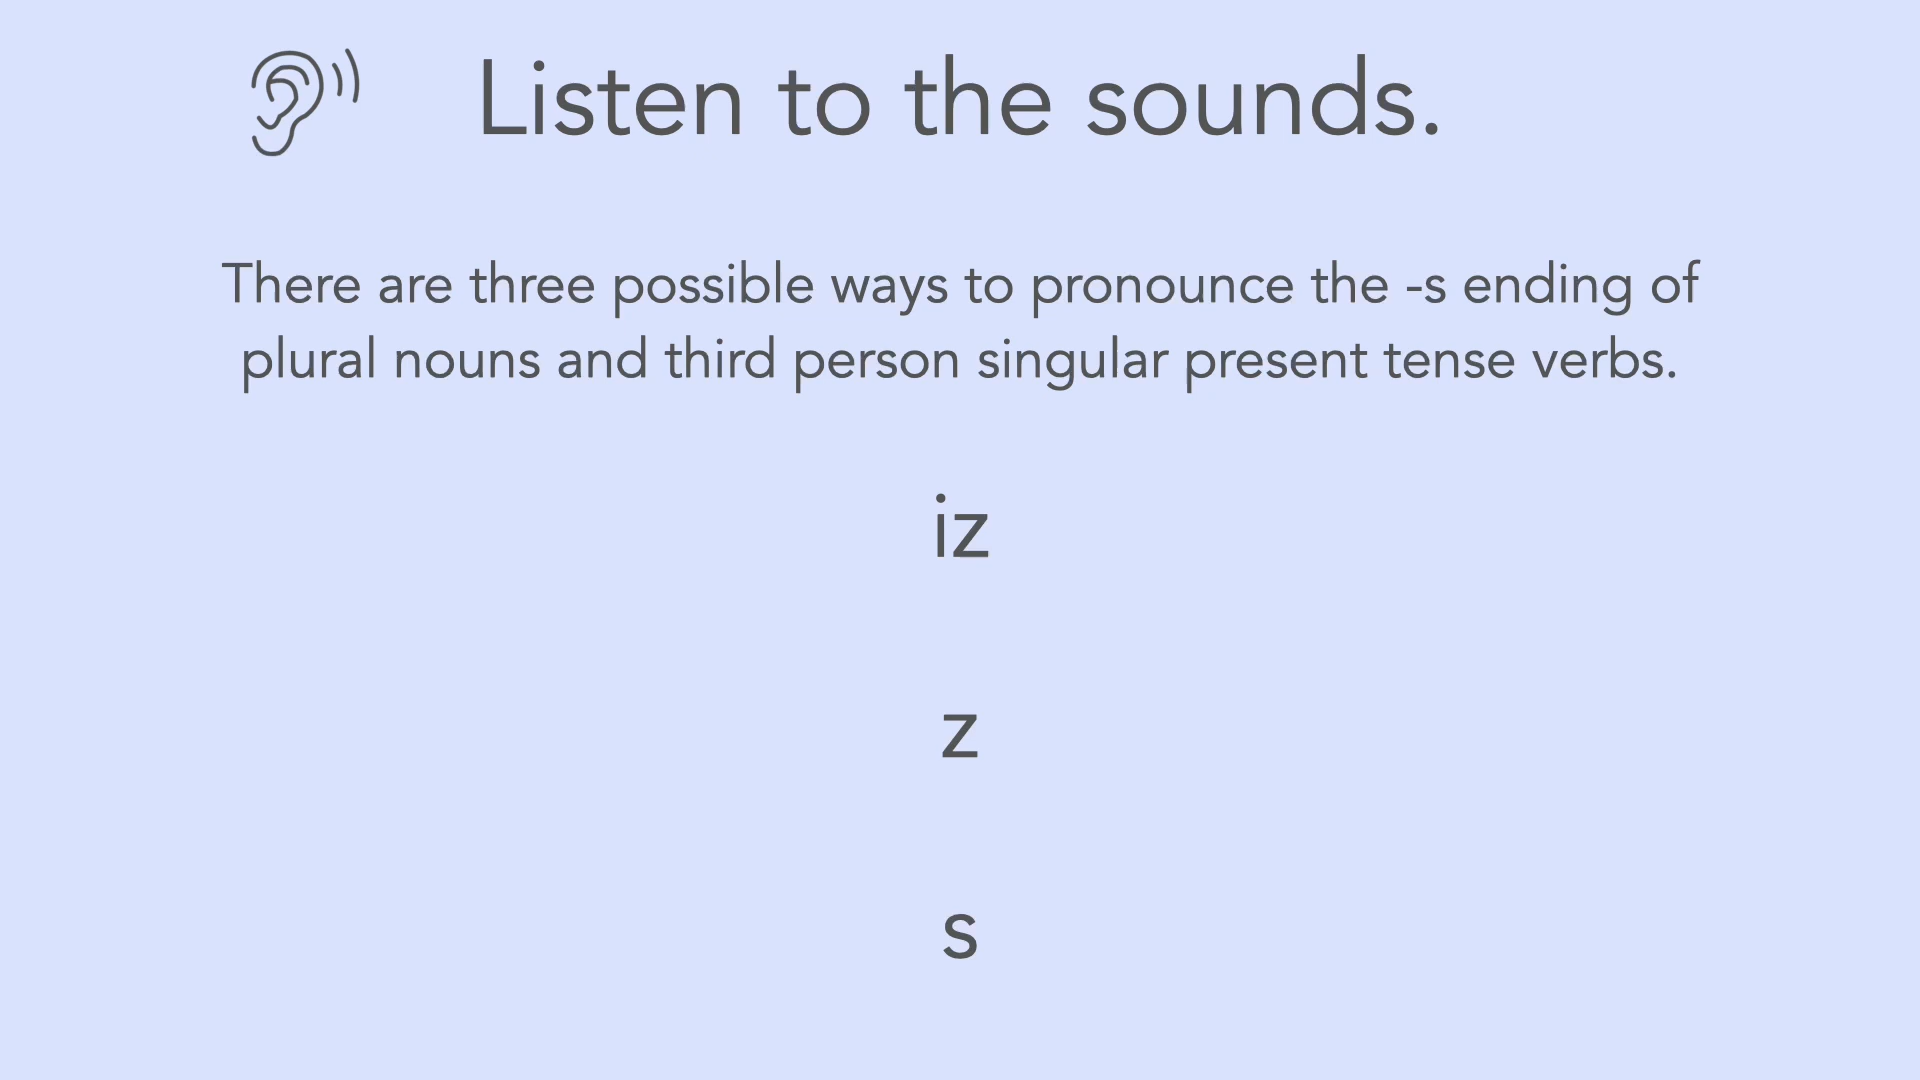 Listen to the sounds.
There are three possible ways to pronounce the -s ending of
plural nouns and third person singular present tense verbs.
iz
z
s